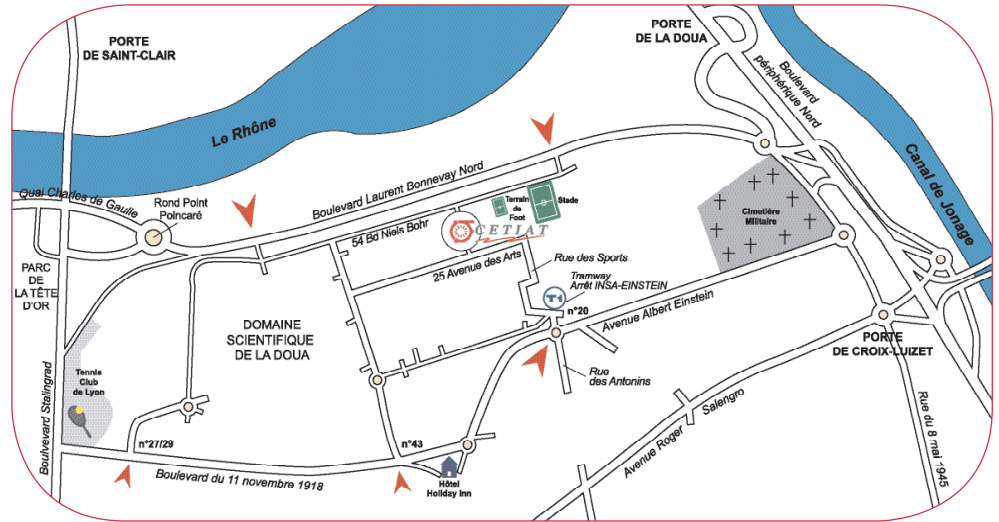 PORTE
DE SAINT-CLAIR
PORTE
DE LA DOUA
Boulevard
périphérique Nord
Le Rhône
Canal de Jonage
Quai Charles de Gaulle
Rond Point
Poincaré
Boulevard Laurent Bonnevay Nord
Terrain
de
Foot
Stade
Cimetière
Militaire
54 Bd Niels Bohr
CETIAT
25 Avenue des Arts
Rue des Sports
Tramway
Arrêt INSA-EINSTEIN
T1
n°20
PARC
DE
LA TÊTE
D'OR
DOMAINE
SCIENTIFIQUE
DE LA DOUA
Avenue Albert Einstein
PORTE
DE CROIX-LUIZET
Tennis
Club
de Lyon
Rue
des Antonins
Boulvevard Stalingrad
n°27/29
n°43
Avenue Roger Salengro
Rue du 8 mai 1945
Boulevard du 11 novembre 1918
Hôtel
Holiday Inn